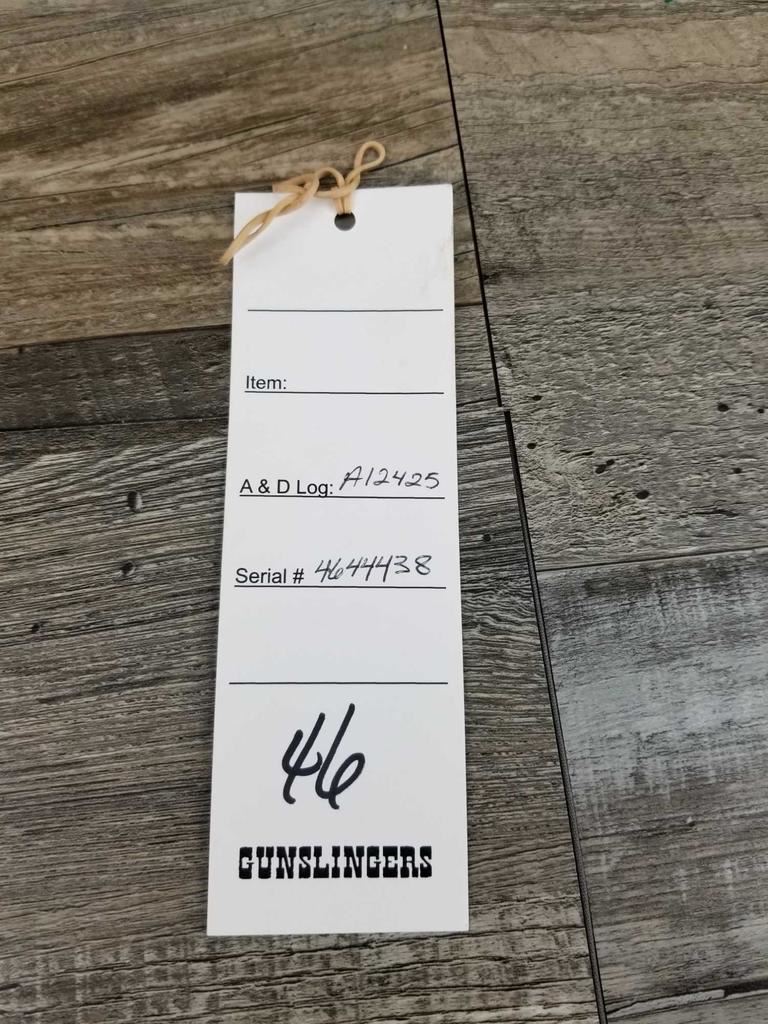 Item:
A & D Log: A12425
Serial # 4644438
46
GUNSLINGERS